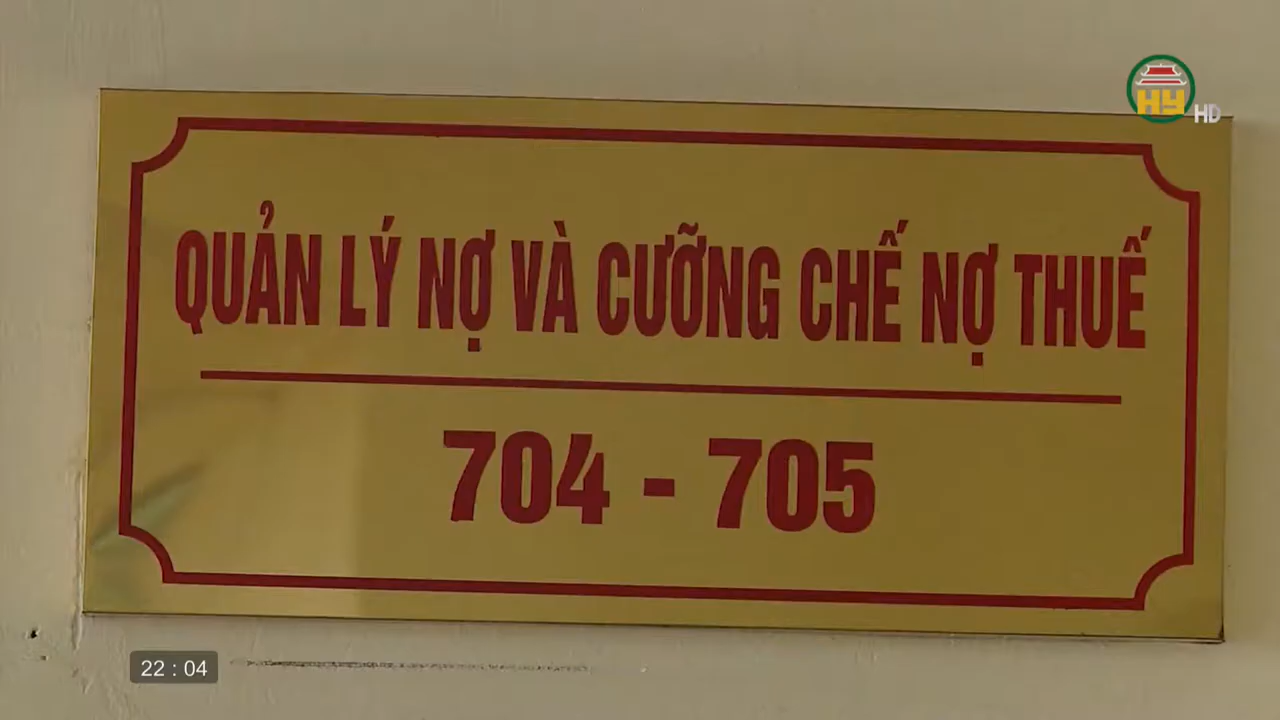 HY HD
QUẢN LÝ NỢ VÀ CƯỠNG CHẾ NỢ THUẾ
704 - 705
22 : 04